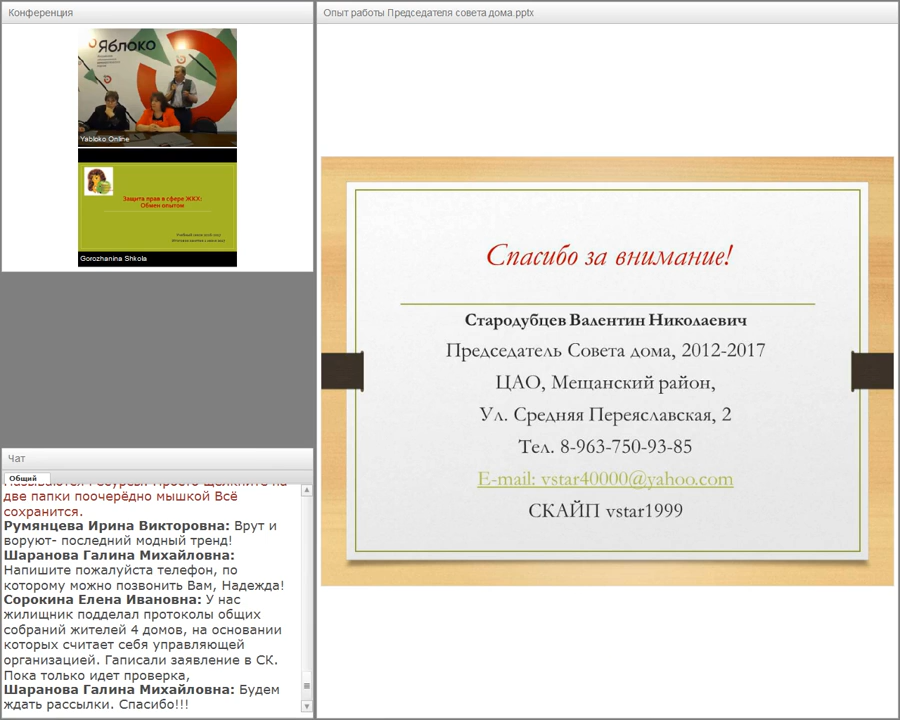 Конференция
Яблоко
Yabloko Online
Защита прав в сфере ЖКХ:
Обмен опытом
Gorozhanina Shkola
Чат
Общий
две папки поочерёдно мышкой Всё
сохранится.
Румянцева Ирина Викторовна: Врут и
воруют- последний модный тренд!
Шаранова Галина Михайловна:
Напишите пожалуйста телефон, по
которому можно позвонить Вам, Надежда!
Сорокина Елена Ивановна: У нас
жилищник подделал протоколы общих
собраний жителей 4 домов, на основании
которых считает себя управляющей
организацией. Гаписали заявление в СК.
Пока только идет проверка,
Шаранова Галина Михайловна: Будем
ждать рассылки. Спасибо!!!
Опыт работы Председателя совета дома.pptx
Спасибо за внимание!
Стародубцев Валентин Николаевич
Председатель Совета дома, 2012-2017
ЦАО, Мещанский район,
Ул. Средняя Переяславская, 2
Тел. 8-963-750-93-85
E-mail: vstar40000@yahoo.com
СКАЙП vstar1999